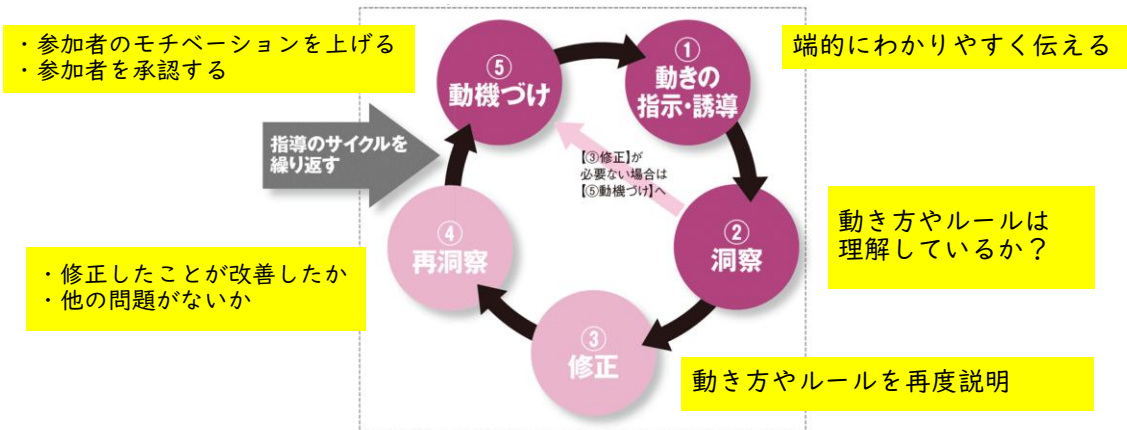 ・参加者のモチベーションを上げる
・参加者を承認する
⑤
動機づけ
①
動きの
指示・誘導
端的にわかりやすく伝える
指導のサイクルを
繰り返す
【③修正】が
必要ない場合は
【⑤動機づけ】へ
動き方やルールは
理解しているか？
④
再洞察
②
洞察
・修正したことが改善したか
・他の問題がないか
③
修正
動き方やルールを再度説明